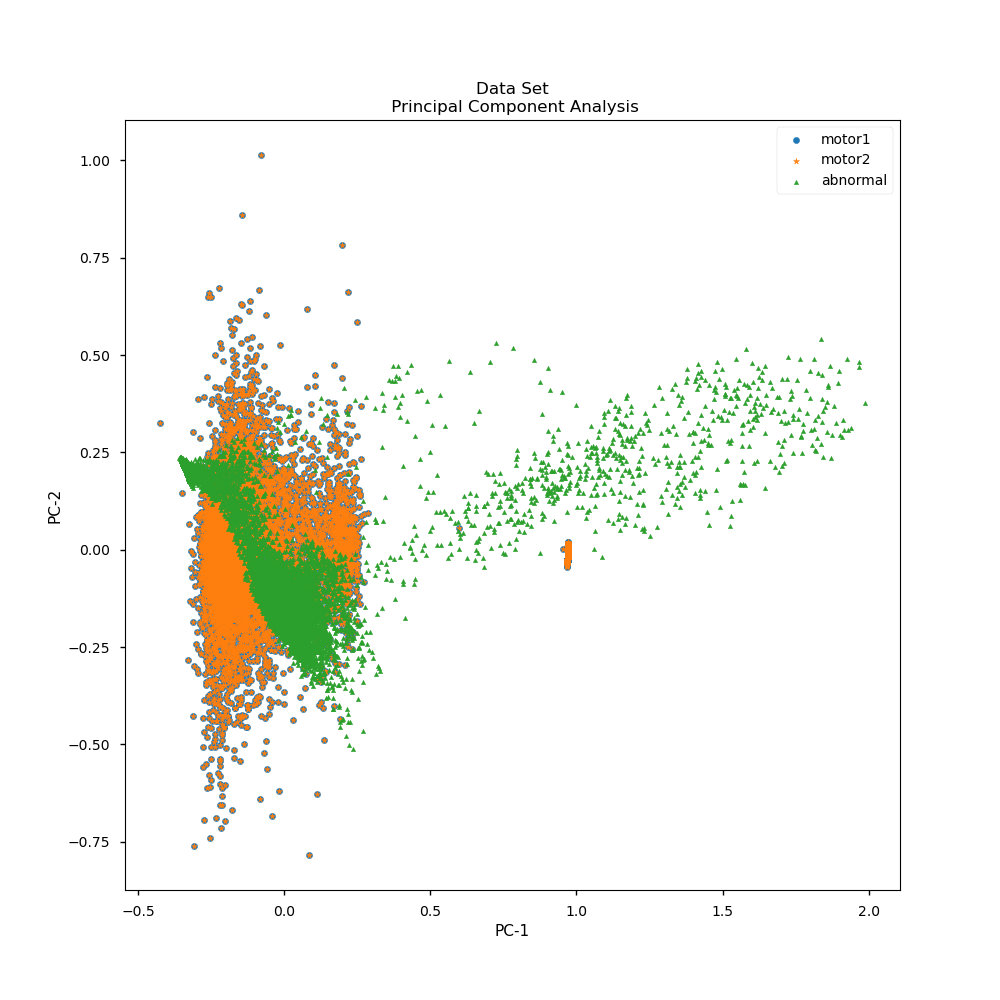 Data Set
Principal Component Analysis
motor1
motor2
abnormal
1.00
0.75
0.50
0.25
0.00
−0.25
−0.50
−0.75
PC-2
−0.5
0.0
0.5
1.0
1.5
2.0
PC-1